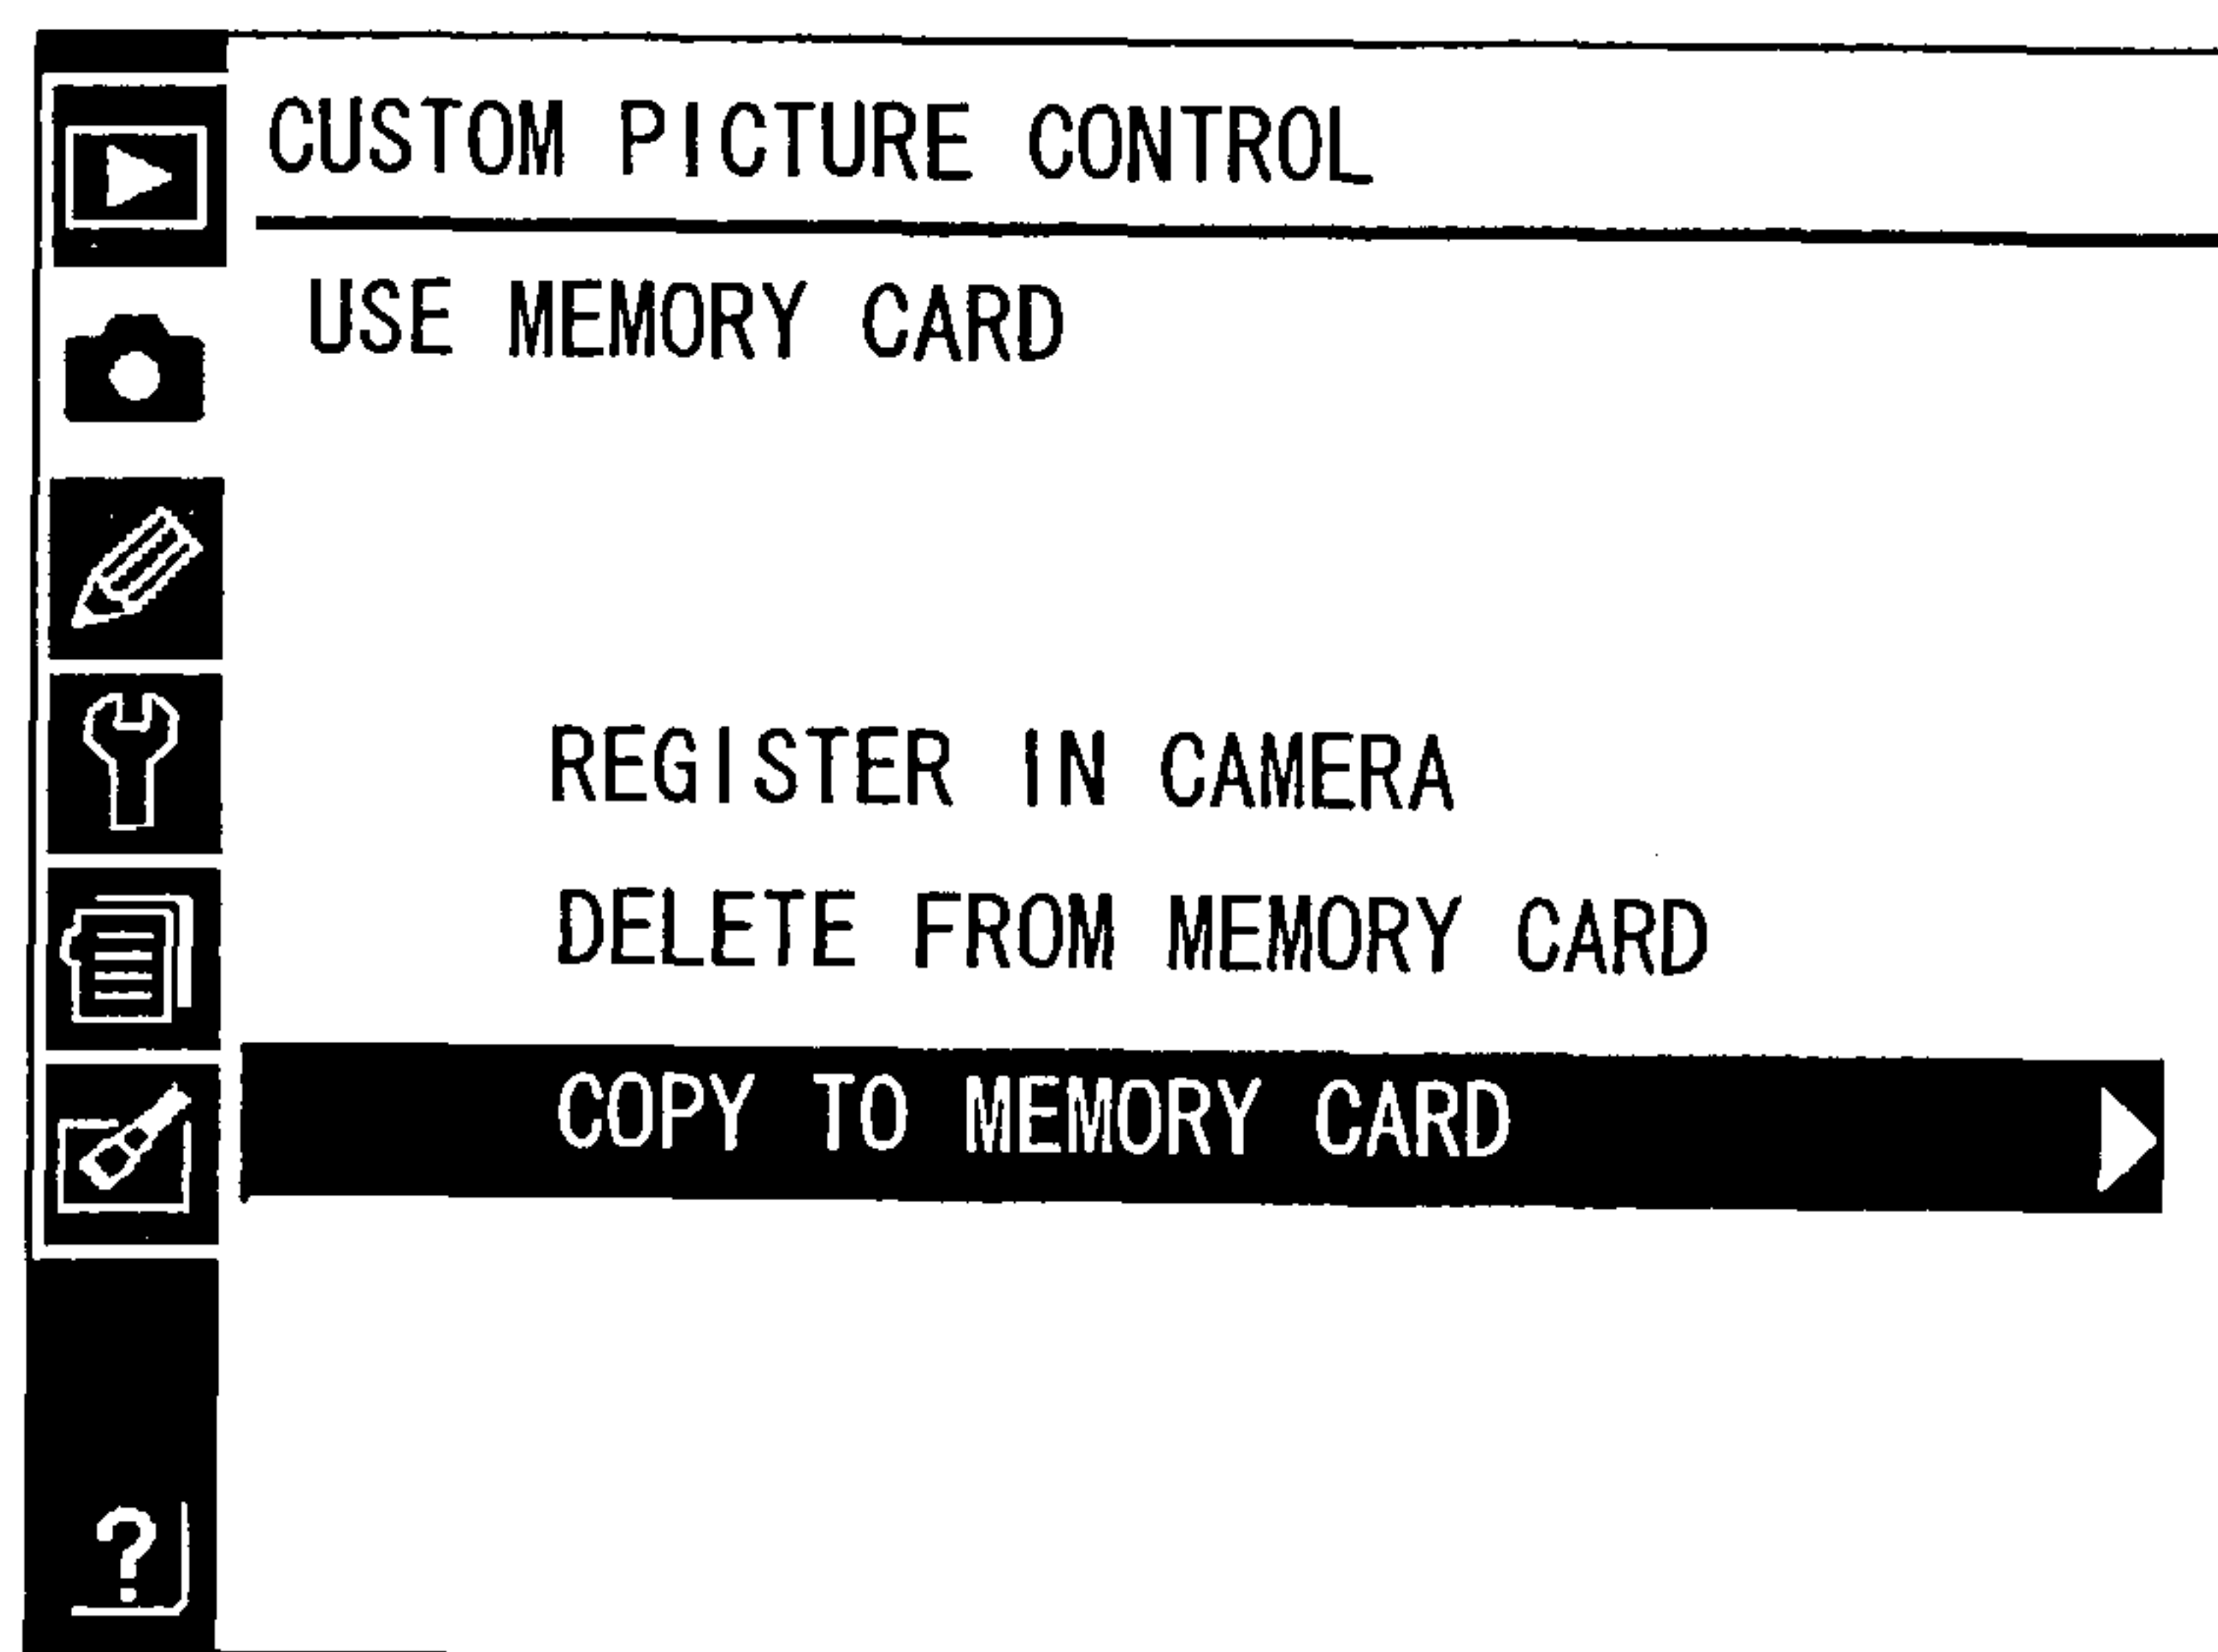 CUSTOM PICTURE CONTROL
USE MEMORY CARD
REGISTER IN CAMERA
DELETE FROM MEMORY CARD
COPY TO MEMORY CARD
?